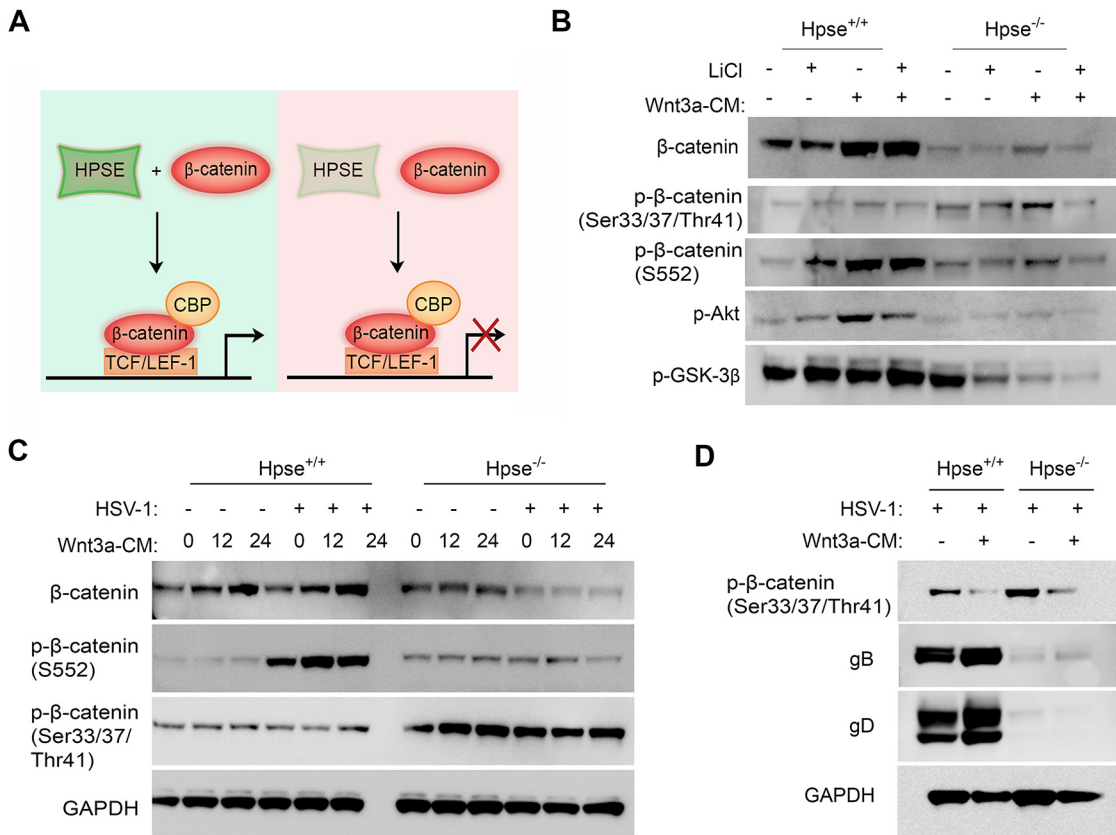 A
HPSE + β-catenin
CBP
β-catenin
TCF/LEF-1
HPSE β-catenin
CBP
β-catenin
TCF/LEF-1
B
Hpse+/+ Hpse-/-
LiCl - + - + - + - +
Wnt3a-CM: - - + + - - + +
β-catenin
p-β-catenin
(Ser33/37/Thr41)
p-β-catenin
(S552)
p-Akt
p-GSK-3β
C
Hpse+/+ Hpse-/-
HSV-1: - - - + + + - - - + + +
Wnt3a-CM: 0 12 24 0 12 24 0 12 24 0 12 24
β-catenin
p-β-catenin
(S552)
p-β-catenin
(Ser33/37/
Thr41)
GAPDH
D
Hpse+/+ Hpse-/-
HSV-1: + + + +
Wnt3a-CM: - + - +
p-β-catenin
(Ser33/37/Thr41)
gB
gD
GAPDH